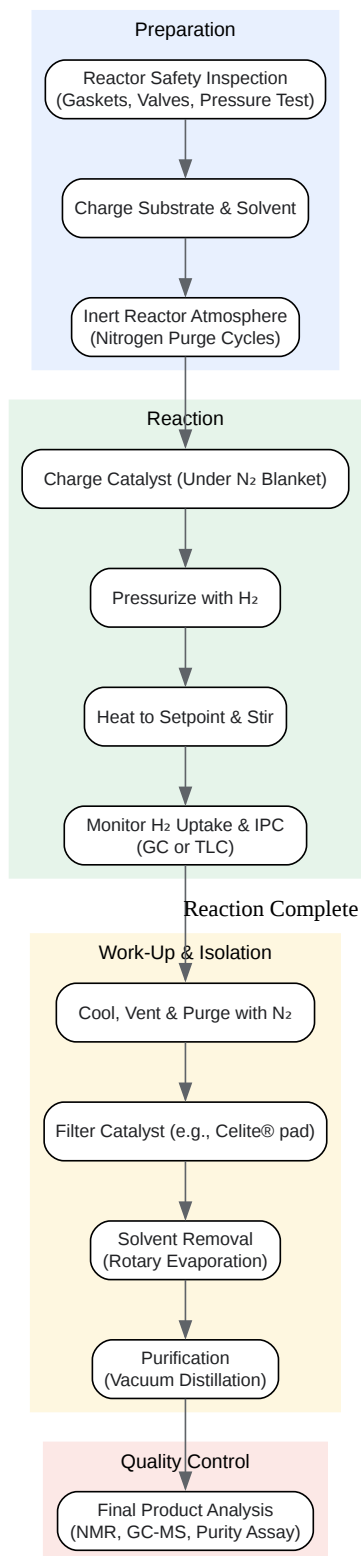 Preparation
Reactor Safety Inspection
(Gaskets, Valves, Pressure Test)
Charge Substrate & Solvent
Inert Reactor Atmosphere
(Nitrogen Purge Cycles)
Reaction
Charge Catalyst (Under N₂ Blanket)
Pressurize with H₂
Heat to Setpoint & Stir
Monitor H₂ Uptake & IPC
(GC or TLC)
Reaction Complete
Work-Up & Isolation
Cool, Vent & Purge with N₂
Filter Catalyst (e.g., Celite® pad)
Solvent Removal
(Rotary Evaporation)
Purification
(Vacuum Distillation)
Quality Control
Final Product Analysis
(NMR, GC-MS, Purity Assay)